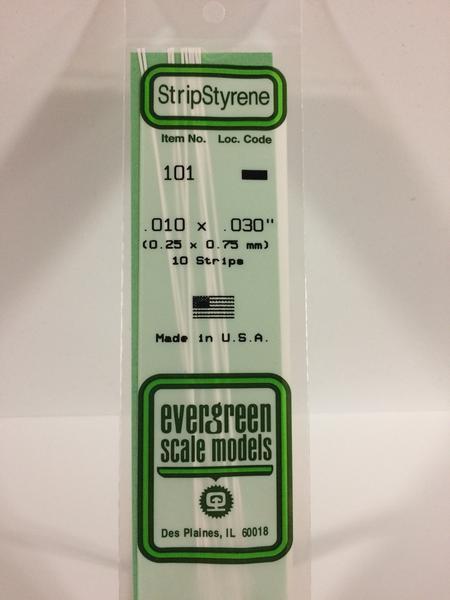 StripStyrene
Item No. Loc. Code
101
.010 x .030"
(0.25 x 0.75 mm)
10 Strips
Made in U.S.A.
evergreen
scale models
Des Plaines, IL 60018